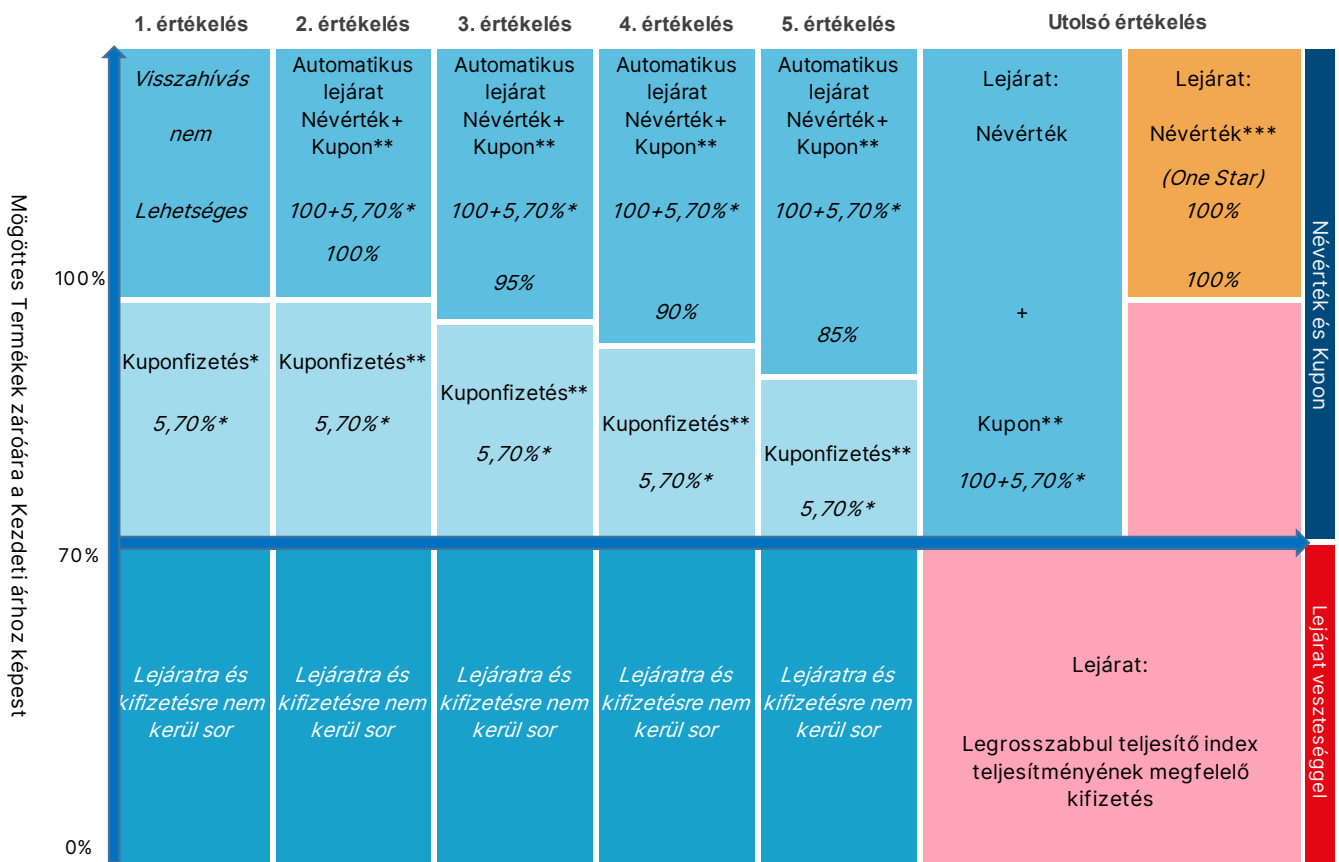 1. értékelés
2. értékelés
3. értékelés
4. értékelés
5. értékelés
Utolsó értékelés
Mögöttes Termékek záróára a Kezdeti árhoz képest
100%
70%
0%
Visszahívás
nem
Lehetséges
Kuponfizetés*
5,70%*
Lejáratra és
kifizetésre nem
kerül sor
Automatikus
lejárat
Névérték+
Kupon**
100+5,70%*
100%
Kuponfizetés**
5,70%*
Lejáratra és
kifizetésre nem
kerül sor
Automatikus
lejárat
Névérték+
Kupon**
100+5,70%*
95%
Kuponfizetés**
5,70%*
Lejáratra és
kifizetésre nem
kerül sor
Automatikus
lejárat
Névérték+
Kupon**
100+5,70%*
90%
Kuponfizetés**
5,70%*
Lejáratra és
kifizetésre nem
kerül sor
Automatikus
lejárat
Névérték+
Kupon**
100+5,70%*
85%
Kuponfizetés**
5,70%*
Lejáratra és
kifizetésre nem
kerül sor
Lejárat:
Névérték
+
Kupon**
100+5,70%*
Lejárat:
Névérték***
(One Star)
100%
100%
Lejárat:
Legrosszabbul teljesítő index
teljesítményének megfelelő
kifizetés
Névérték és Kupon
Lejárat veszteséggel